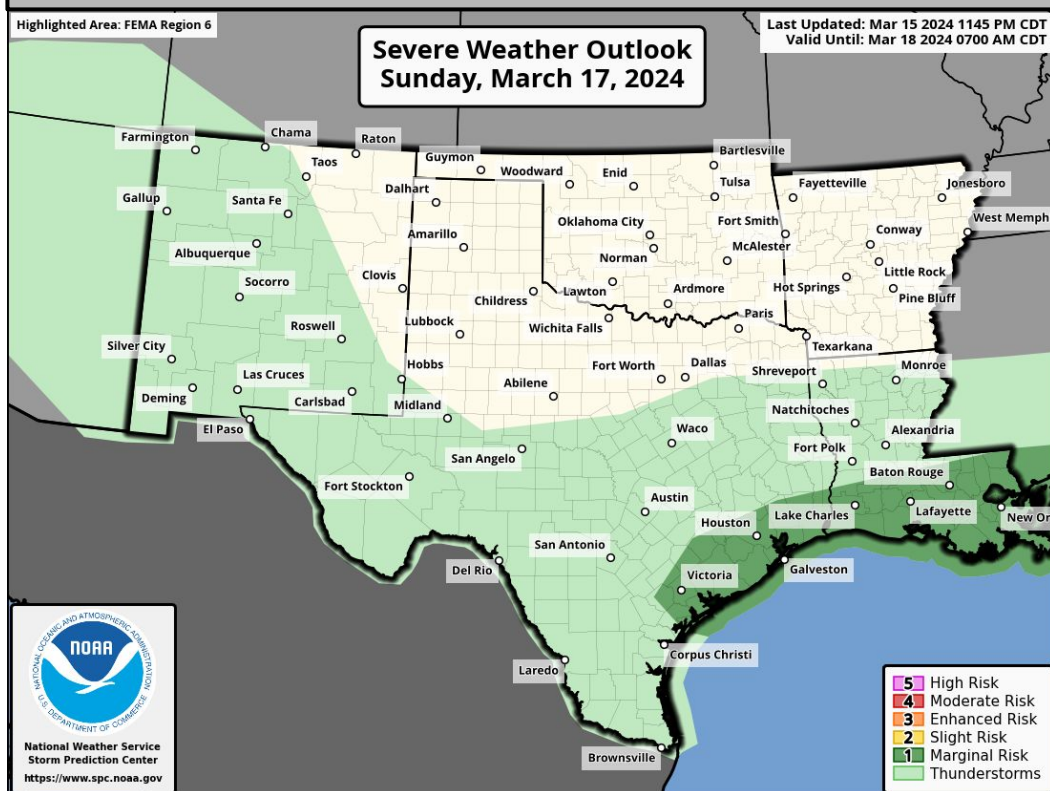 Highlighted Area: FEMA Region 6
Last Updated: Mar 15 2024 1145 PM CDT
Valid Until: Mar 18 2024 0700 AM CDT
Severe Weather Outlook
Sunday, March 17, 2024
Farmington
Chama
Raton
Taos
Guymon
Woodward
Enid
Bartlesville
Tulsa
Fayetteville
Jonesboro
Gallup
Santa Fe
Dalhart
Oklahoma City
Fort Smith
West Memph
Albuquerque
Amarillo
Norman
McAlester
Conway
Socorro
Clovis
Childress
Lawton
Ardmore
Hot Springs
Little Rock
Pine Bluff
Roswell
Lubbock
Wichita Falls
Paris
Texarkana
Silver City
Las Cruces
Hobbs
Abilene
Fort Worth
Dallas
Shreveport
Monroe
Deming
Carlsbad
Midland
Natchitoches
El Paso
San Angelo
Waco
Fort Polk
Alexandria
Fort Stockton
Baton Rouge
Austin
Houston
Lake Charles
Lafayette
New Or
San Antonio
Del Rio
Victoria
Galveston
Laredo
Corpus Christi
Brownsville
NATIONAL OCEANIC AND ATMOSPHERIC ADMINISTRATION
NOAA
U.S. DEPARTMENT OF COMMERCE
National Weather Service
Storm Prediction Center
https://www.spc.noaa.gov
5 High Risk
4 Moderate Risk
3 Enhanced Risk
2 Slight Risk
1 Marginal Risk
Thunderstorms